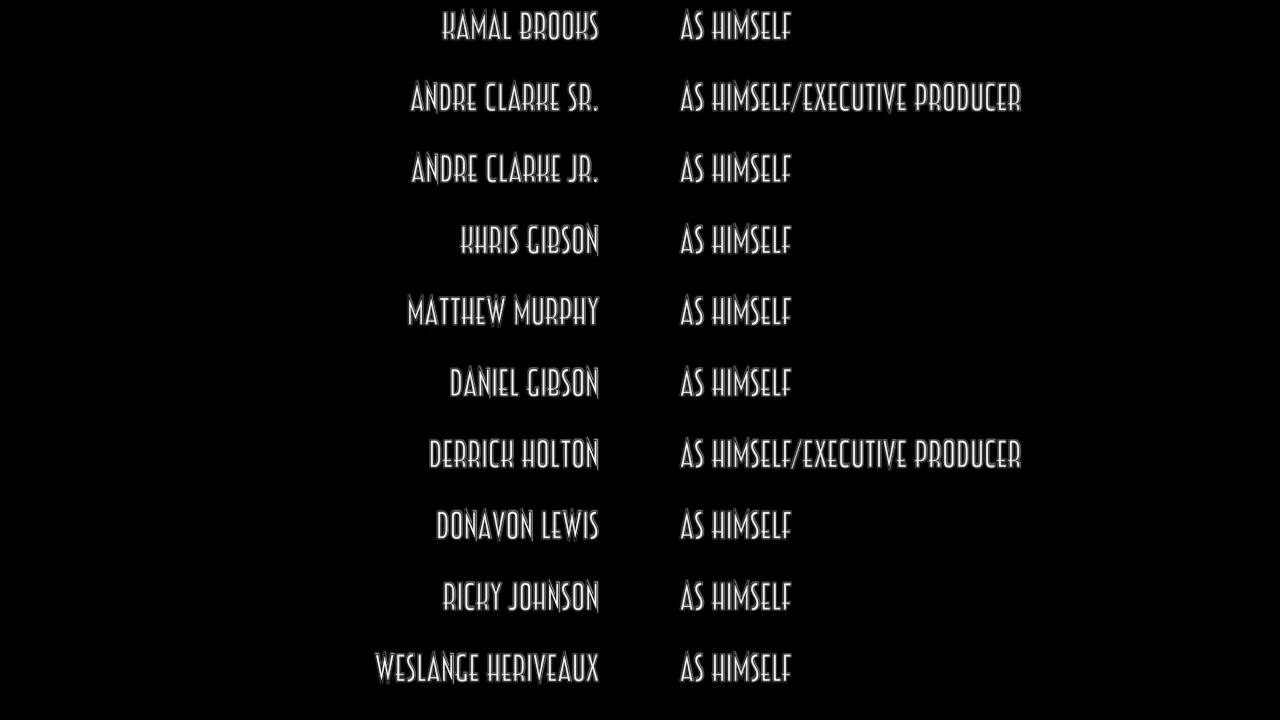 KAMAL BROOKS AS HIMSELF
ANDRE CLARKE SR. AS HIMSELF/EXECUTIVE PRODUCER
ANDRE CLARKE JR. AS HIMSELF
KHRIS GIBSON AS HIMSELF
MATTHEW MURPHY AS HIMSELF
DANIEL GIBSON AS HIMSELF
DERRICK HOLTON AS HIMSELF/EXECUTIVE PRODUCER
DONAVON LEWIS AS HIMSELF
RICKY JOHNSON AS HIMSELF
WESLANGE HERIVEAUX AS HIMSELF